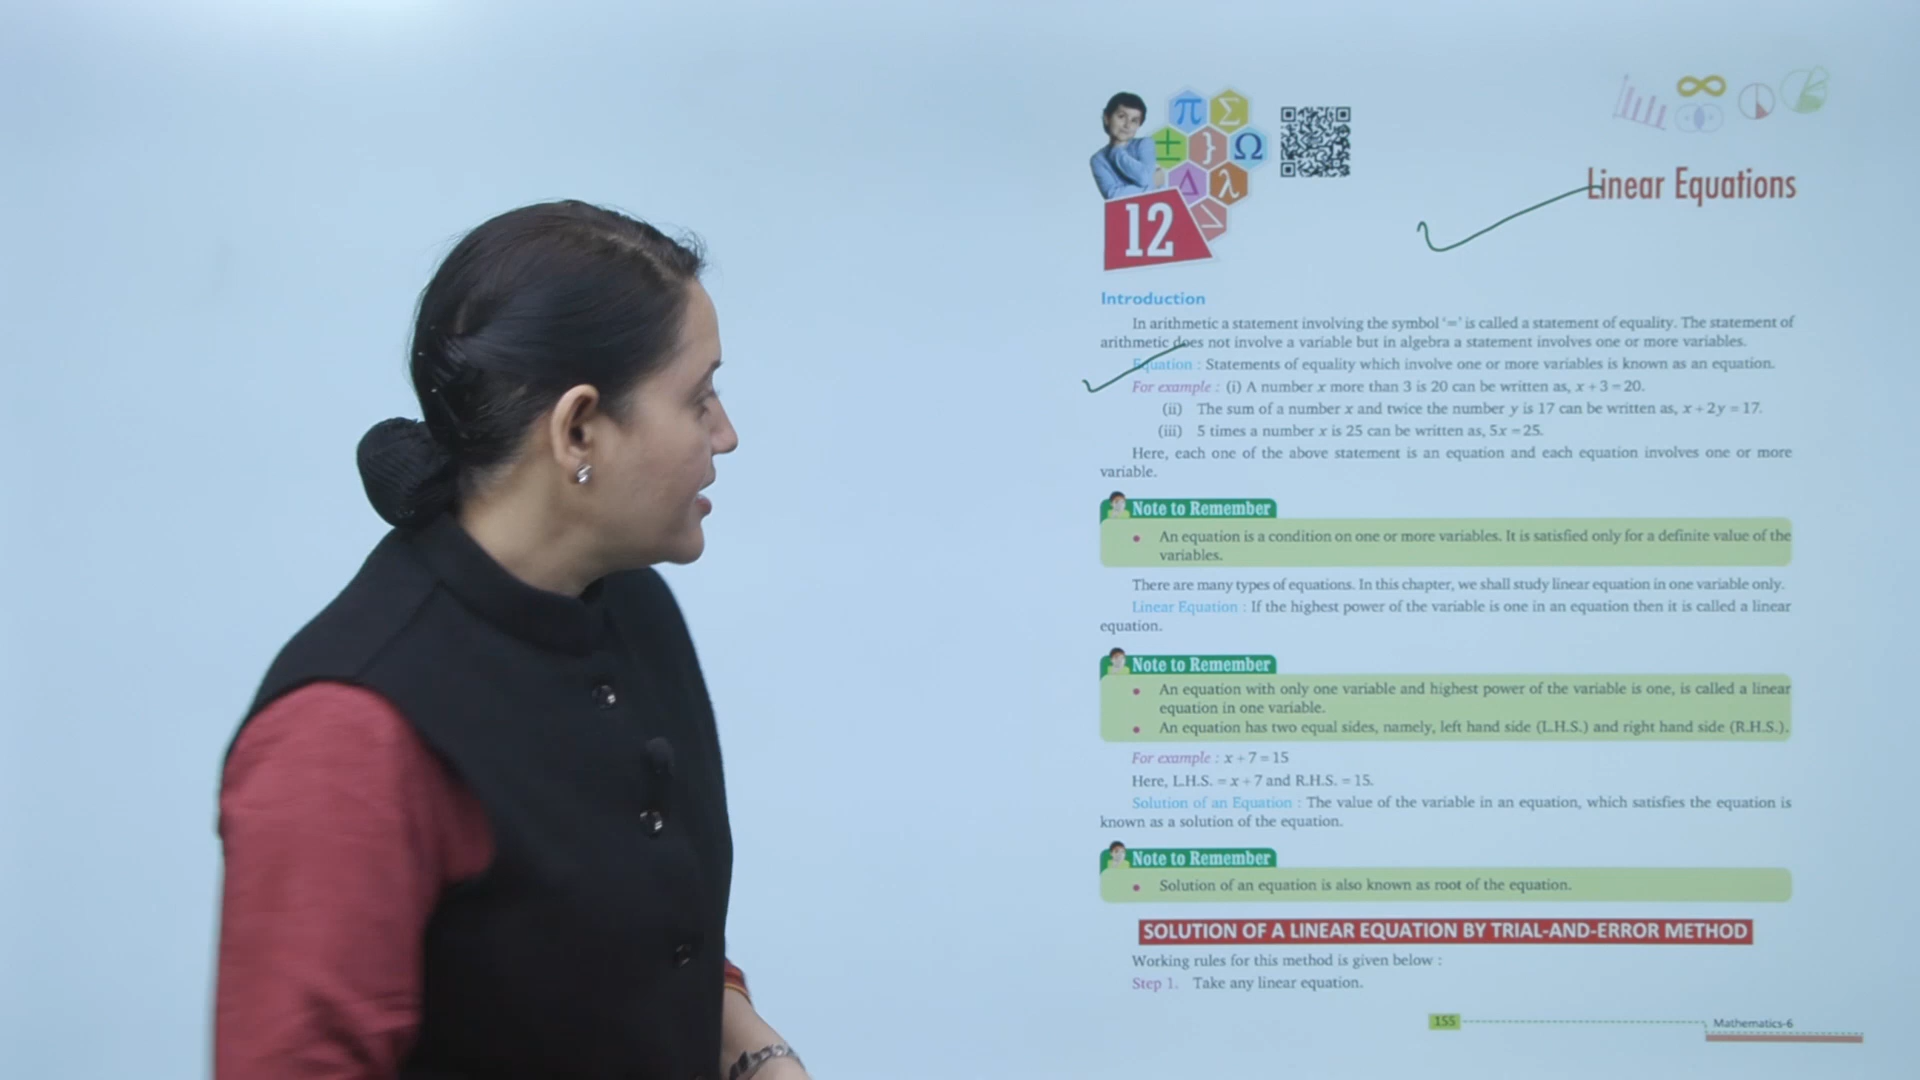 π Σ
± } Ω
Δ λ
12
Linear Equations
Introduction
In arithmetic a statement involving the symbol '=' is called a statement of equality. The statement of
arithmetic does not involve a variable but in algebra a statement involves one or more variables.
Equation : Statements of equality which involve one or more variables is known as an equation.
For example : (i) A number x more than 3 is 20 can be written as, x + 3 = 20.
(ii) The sum of a number x and twice the number y is 17 can be written as, x + 2y = 17.
(iii) 5 times a number x is 25 can be written as, 5x = 25.
Here, each one of the above statement is an equation and each equation involves one or more
variable.
Note to Remember
• An equation is a condition on one or more variables. It is satisfied only for a definite value of the
variables.
There are many types of equations. In this chapter, we shall study linear equation in one variable only.
Linear Equation : If the highest power of the variable is one in an equation then it is called a linear
equation.
Note to Remember
• An equation with only one variable and highest power of the variable is one, is called a linear
equation in one variable.
• An equation has two equal sides, namely, left hand side (L.H.S.) and right hand side (R.H.S.).
For example : x + 7 = 15
Here, L.H.S. = x + 7 and R.H.S. = 15.
Solution of an Equation : The value of the variable in an equation, which satisfies the equation is
known as a solution of the equation.
Note to Remember
• Solution of an equation is also known as root of the equation.
SOLUTION OF A LINEAR EQUATION BY TRIAL-AND-ERROR METHOD
Working rules for this method is given below :
Step 1. Take any linear equation.
155
Mathematics-6